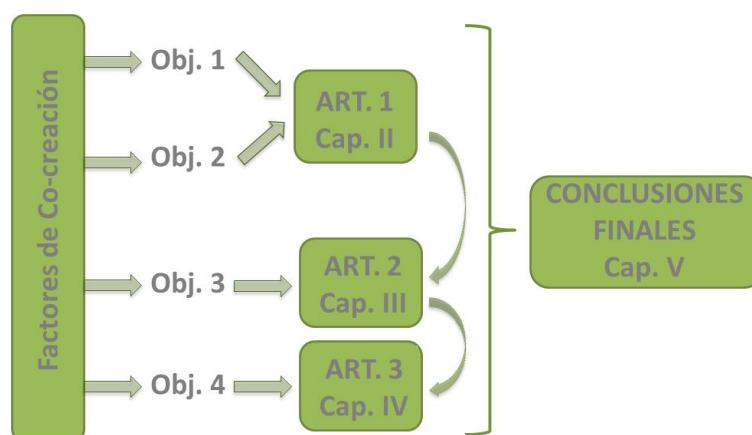 Factores de Co-creación
Obj. 1
Obj. 2
Obj. 3
Obj. 4
ART. 1
Cap. II
ART. 2
Cap. III
ART. 3
Cap. IV
CONCLUSIONES
FINALES
Cap. V